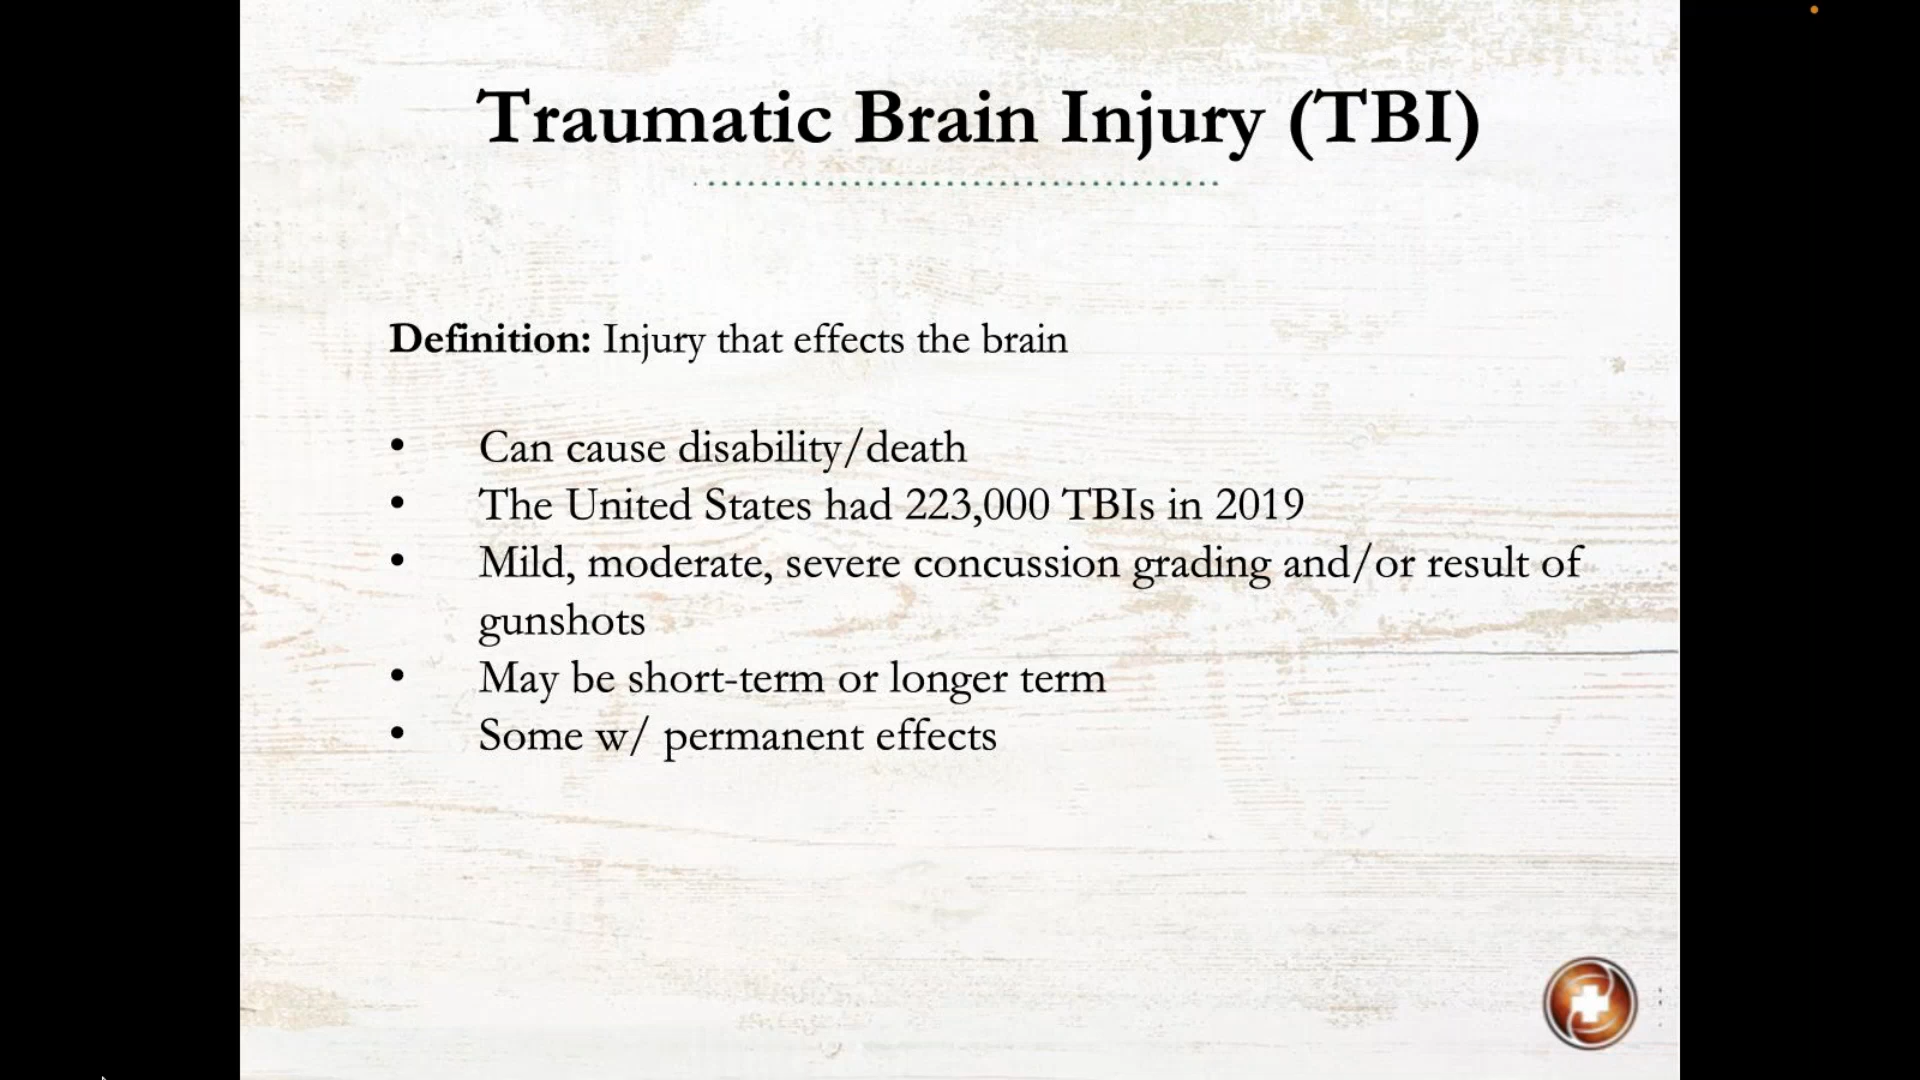 Traumatic Brain Injury (TBI)
Definition: Injury that effects the brain
• Can cause disability/death
• The United States had 223,000 TBIs in 2019
• Mild, moderate, severe concussion grading and/or result of
gunshots
• May be short-term or longer term
• Some w/ permanent effects